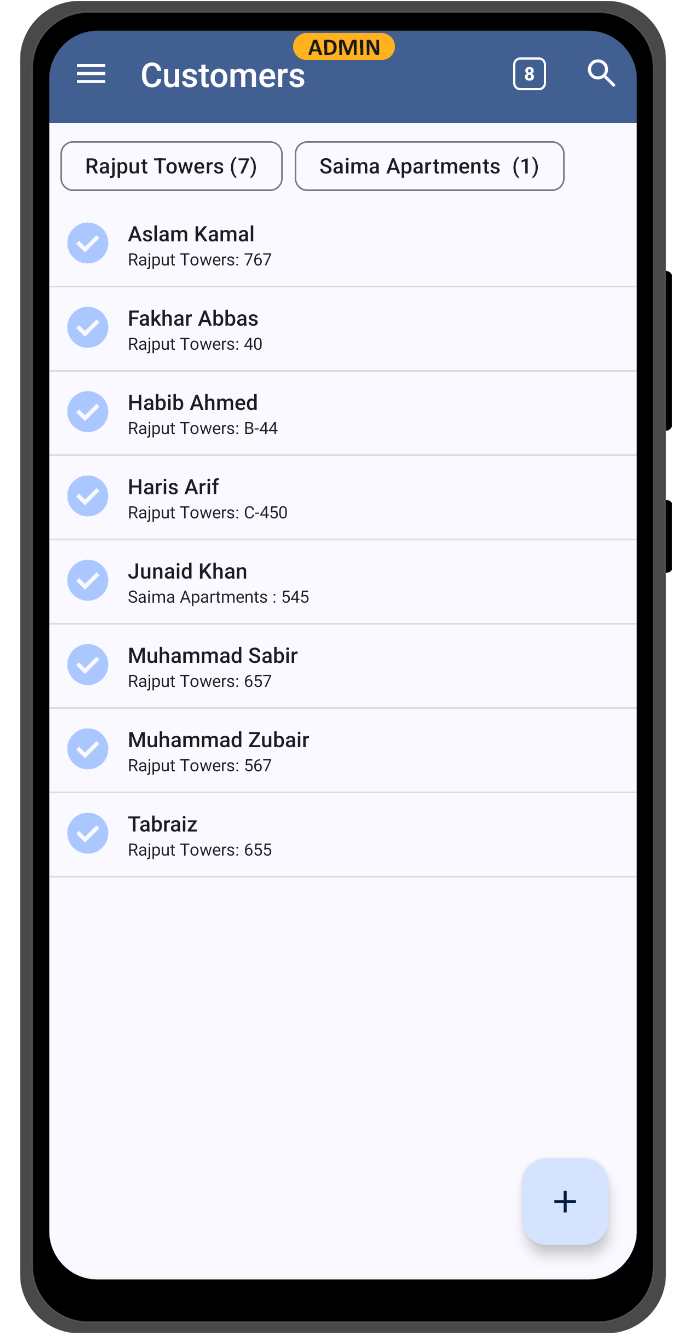 ADMIN
Customers
8
Rajput Towers (7)
Saima Apartments (1)
Aslam Kamal
Rajput Towers: 767
Fakhar Abbas
Rajput Towers: 40
Habib Ahmed
Rajput Towers: B-44
Haris Arif
Rajput Towers: C-450
Junaid Khan
Saima Apartments : 545
Muhammad Sabir
Rajput Towers: 657
Muhammad Zubair
Rajput Towers: 567
Tabraiz
Rajput Towers: 655
+